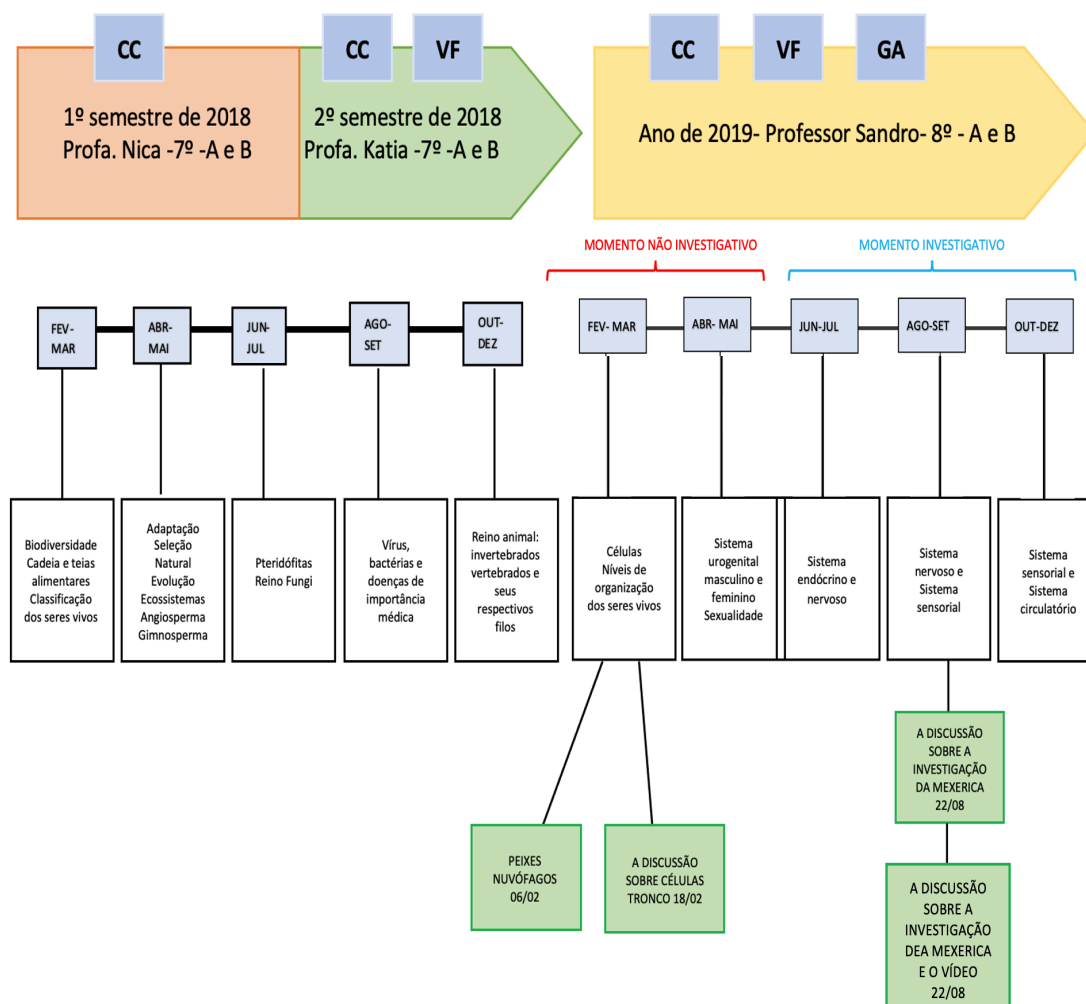 CC
CC
VF
CC
VF
GA
1º semestre de 2018
Profa. Nica -7º -A e B
2º semestre de 2018
Profa. Katia -7º -A e B
Ano de 2019- Professor Sandro- 8º - A e B
MOMENTO NÃO INVESTIGATIVO
MOMENTO INVESTIGATIVO
FEV-
MAR
ABR-
MAI
JUN-
JUL
AGO-
SET
OUT-
DEZ
FEV- MAR
ABR- MAI
JUN-JUL
AGO-SET
OUT-DEZ
Biodiversidade
Cadeia e teias
alimentares
Classificação
dos seres vivos
Adaptação
Seleção
Natural
Evolução
Ecossistemas
Angiosperma
Gimnosperma
Pteridófitas
Reino Fungi
Vírus,
bactérias e
doenças de
importância
médica
Reino animal:
invertebrados
vertebrados e
seus
respectivos
filos
Células
Níveis de
organização
dos seres vivos
Sistema
urogenital
masculino e
feminino
Sexualidade
Sistema
endócrino e
nervoso
Sistema
nervoso e
Sistema
sensorial
Sistema
sensorial e
Sistema
circulatório
PEIXES
NUVÓFAGOS
06/02
A DISCUSSÃO
SOBRE CÉLULAS
TRONCO 18/02
A DISCUSSÃO
SOBRE A
INVESTIGAÇÃO
DA MEXERICA
22/08
A DISCUSSÃO
SOBRE A
INVESTIGAÇÃO
DEA MEXERICA
E O VÍDEO
22/08